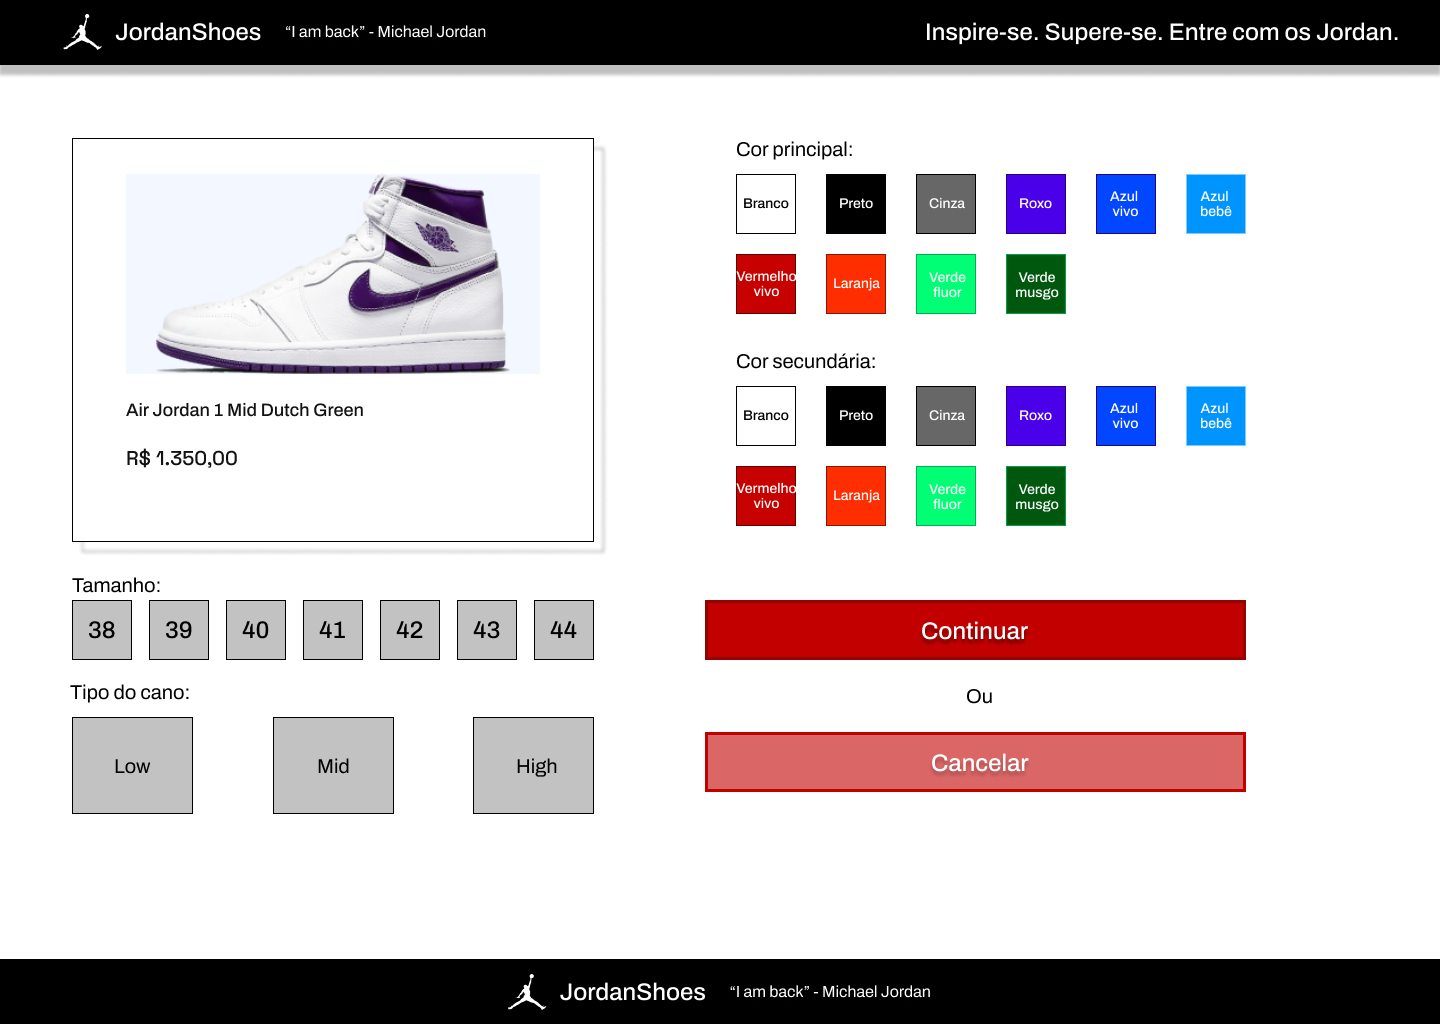 JordanShoes
“I am back” - Michael Jordan
Inspire-se. Supere-se. Entre com os Jordan.
Air Jordan 1 Mid Dutch Green
R$ 1.350,00
Tamanho:
38 39 40 41 42 43 44
Tipo do cano:
Low Mid High
Cor principal:
Branco
Preto
Cinza
Roxo
Azul
vivo
Azul
bebê
Vermelho
vivo
Laranja
Verde
fluor
Verde
musgo
Cor secundária:
Branco
Preto
Cinza
Roxo
Azul
vivo
Azul
bebê
Vermelho
vivo
Laranja
Verde
fluor
Verde
musgo
Continuar
Ou
Cancelar
JordanShoes
“I am back” - Michael Jordan